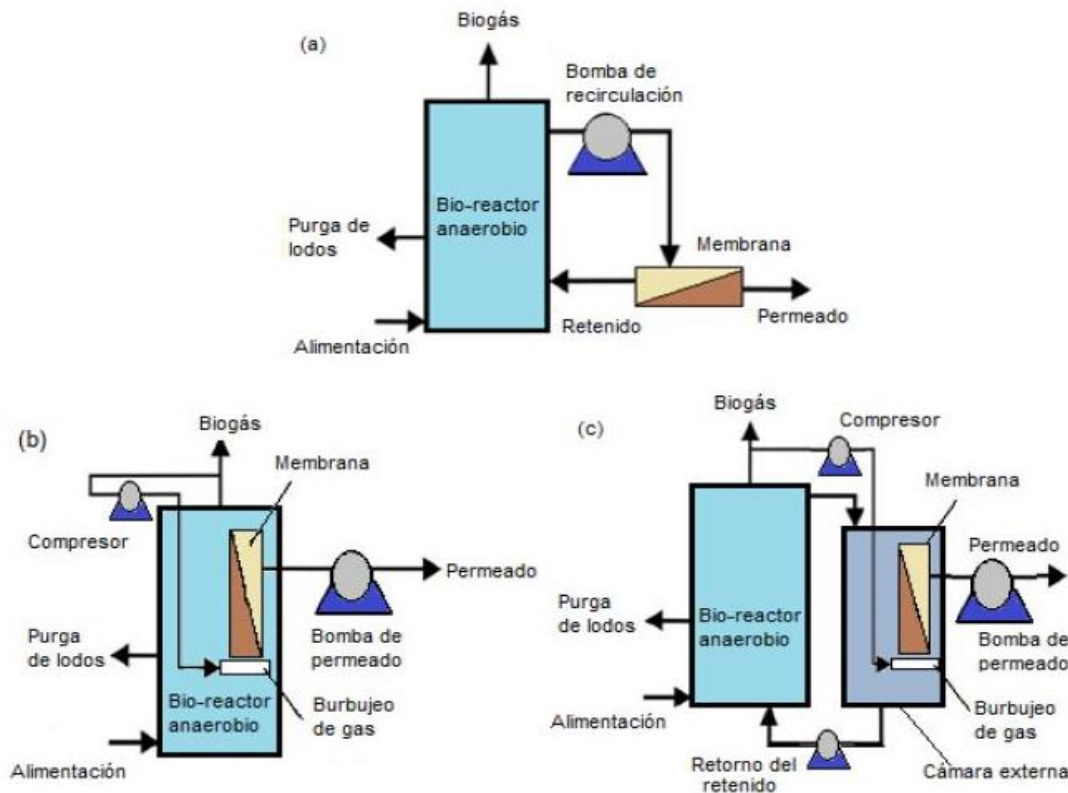 (a)
Biogás
Bomba de
recirculación
Bio-reactor
anaerobio
Purga de
lodos
Membrana
Alimentación
Retenido
Permeado
(b)
Biogás
Membrana
Compresor
Permeado
Purga
de lodos
Bomba de
permeado
Bio-reactor
anaerobio
Burbujeo
de gas
Alimentación
(c)
Biogás
Compresor
Membrana
Permeado
Purga
de lodos
Bio-reactor
anaerobio
Bomba de
permeado
Alimentación
Burbujeo
de gas
Retorno del
retenido
Cámara externa